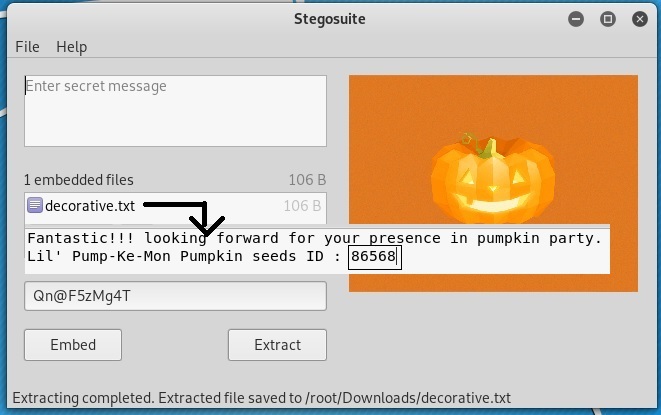 Stegosuite
File Help
Enter secret message
1 embedded files 106 B
decorative.txt 106 B
Fantastic!!! looking forward for your presence in pumpkin party.
Lil' Pump-Ke-Mon Pumpkin seeds ID : 86568
Qn@F5zMg4T
Embed Extract
Extracting completed. Extracted file saved to /root/Downloads/decorative.txt